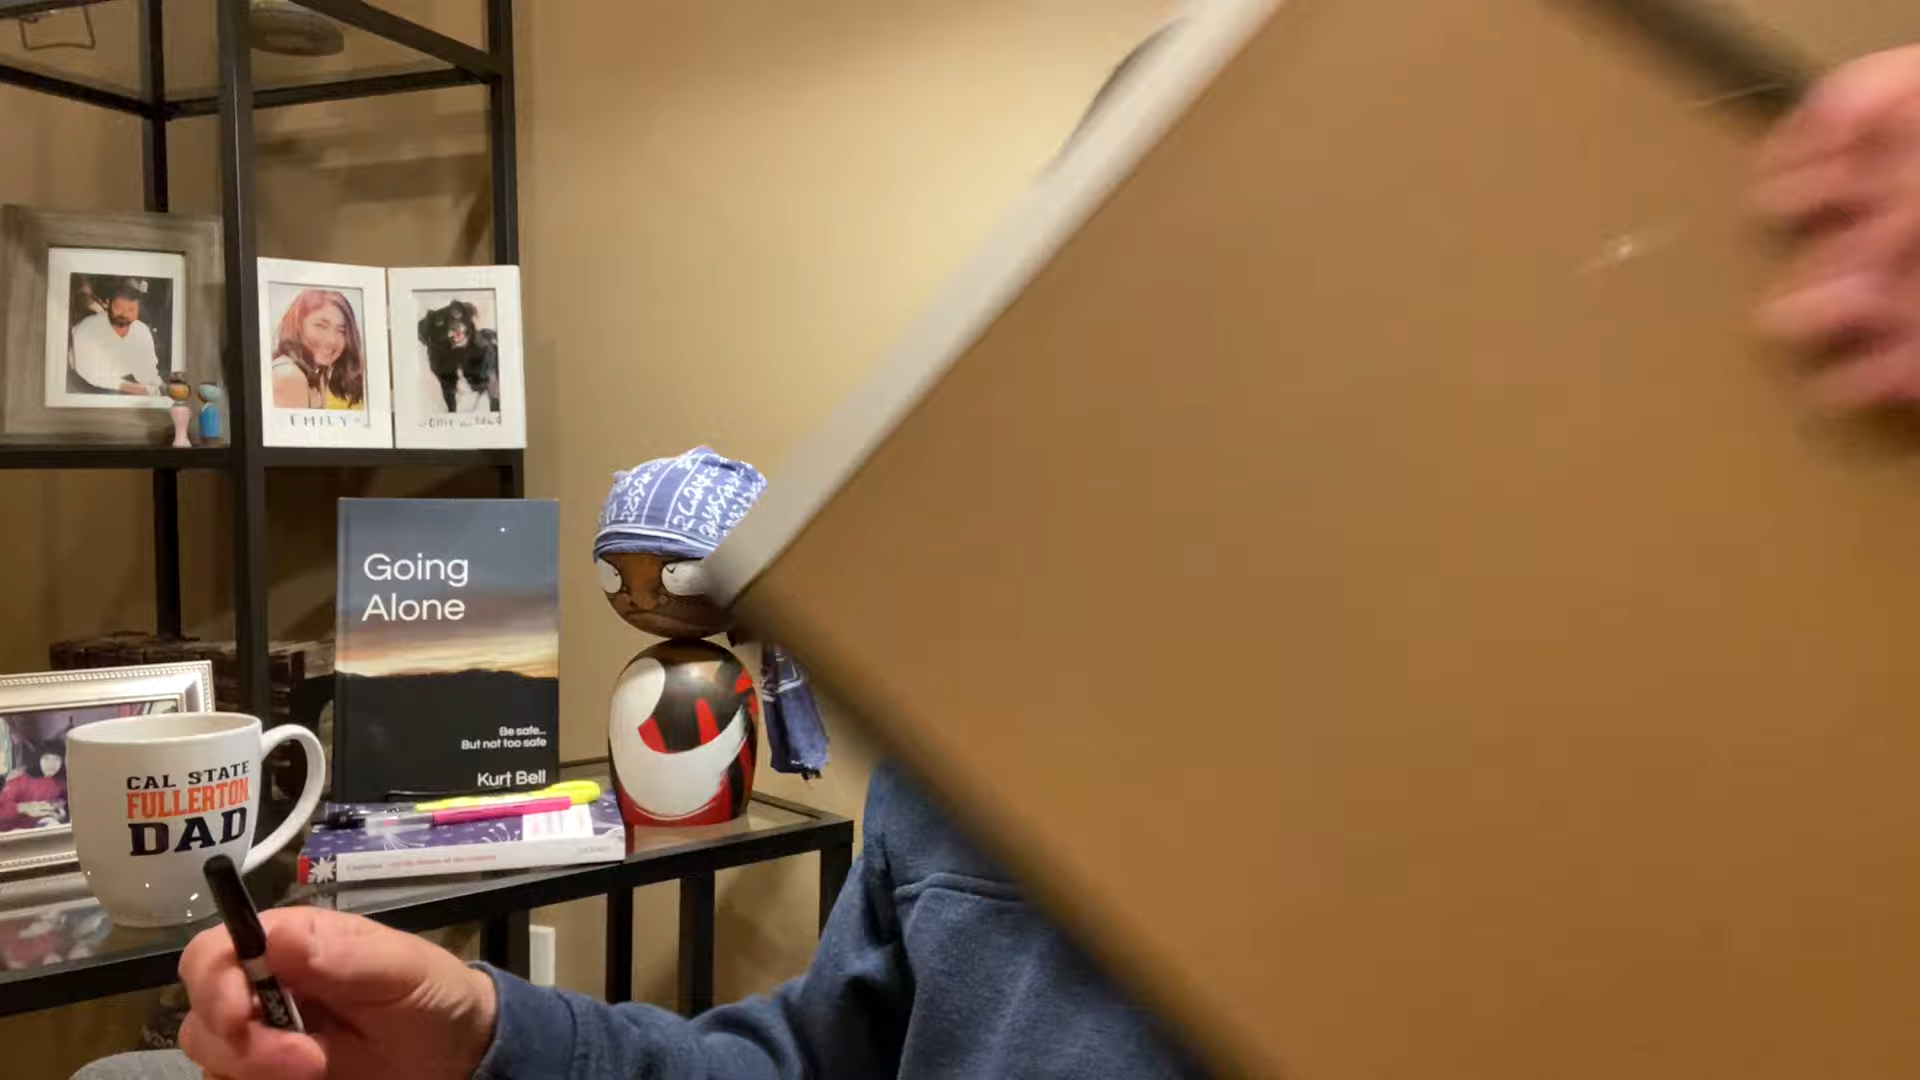 EMILY
Going
Alone
Be safe...
But not too safe
Kurt Bell
CAL STATE
FULLERTON
DAD